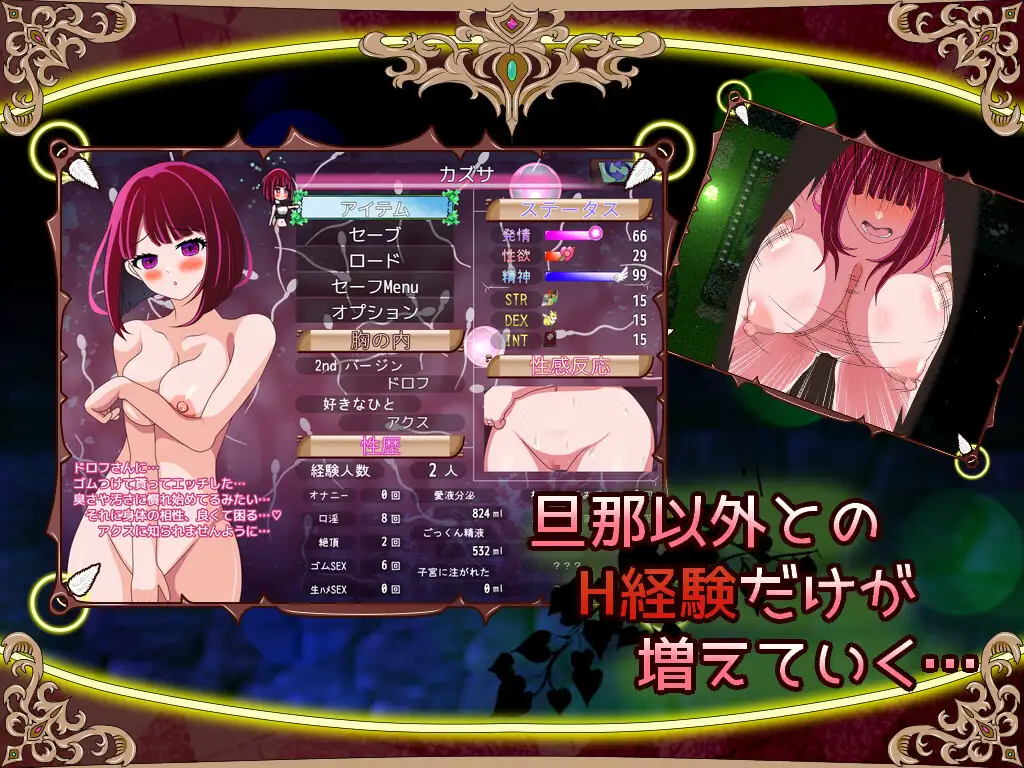 カズサ
アイテム
セーブ
ロード
セーブMenu
オプション
胸の内
2nd バージン
ドロフ
好きなひと
アクス
性歴
経験人数 2 人
オナニー 0 回
口淫 8 回
絶頂 2 回
ゴムSEX 6 回
生ハメSEX 0 回
愛液分泌
824 ml
ごっくん精液
532 ml
子宮に注がれた
0 ml
???
ステータス
発情 66
性欲 29
精神 99
STR 15
DEX 15
INT 15
性感反応
ドロフさんに…
ゴムつけて貰ってエッチした…
臭さや汚さに慣れ始めてるみたい…
それに身体の相性、良くて困る…♡
アクスに知られませんように…
旦那以外との
H経験だけが
増えていく…